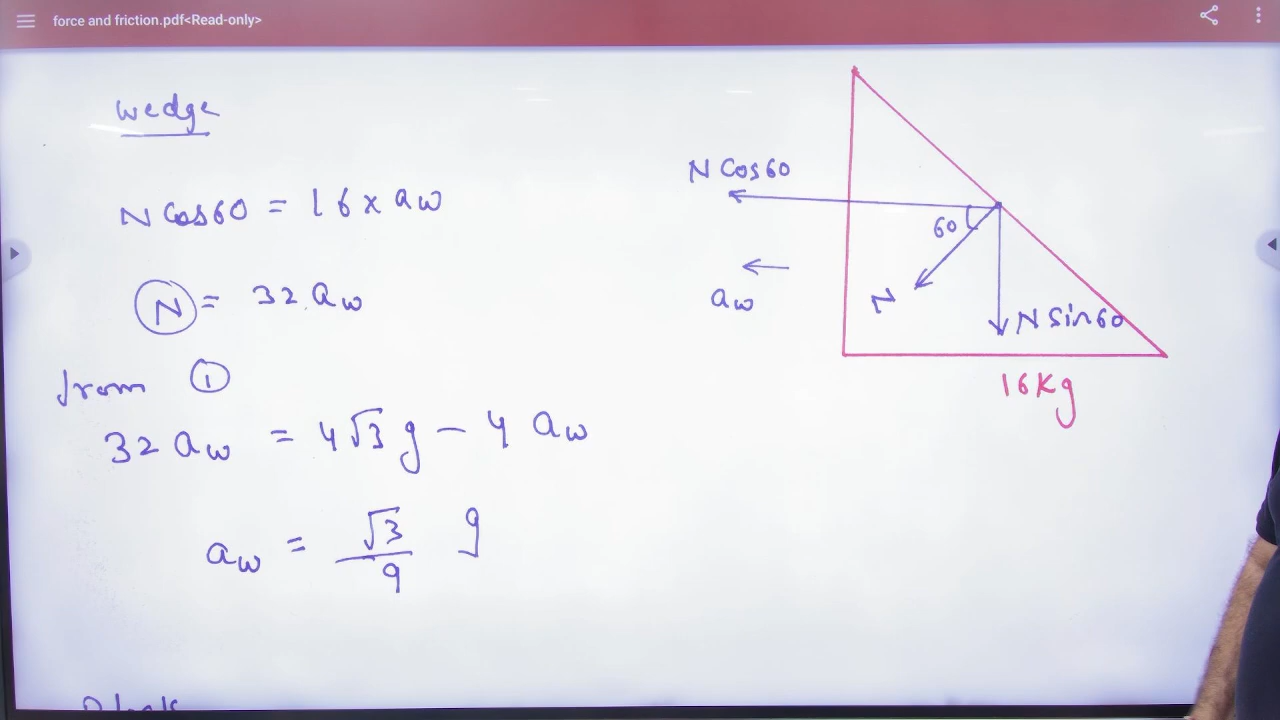 force and friction.pdf<Read-only>
wedge
N Cos60 = 16 x aw
N = 32.aw
from ①
32 aw = 4√3 g - 4 aw
aw = √3/9 g
N Cos60
60
aw
N
N Sin60
16Kg